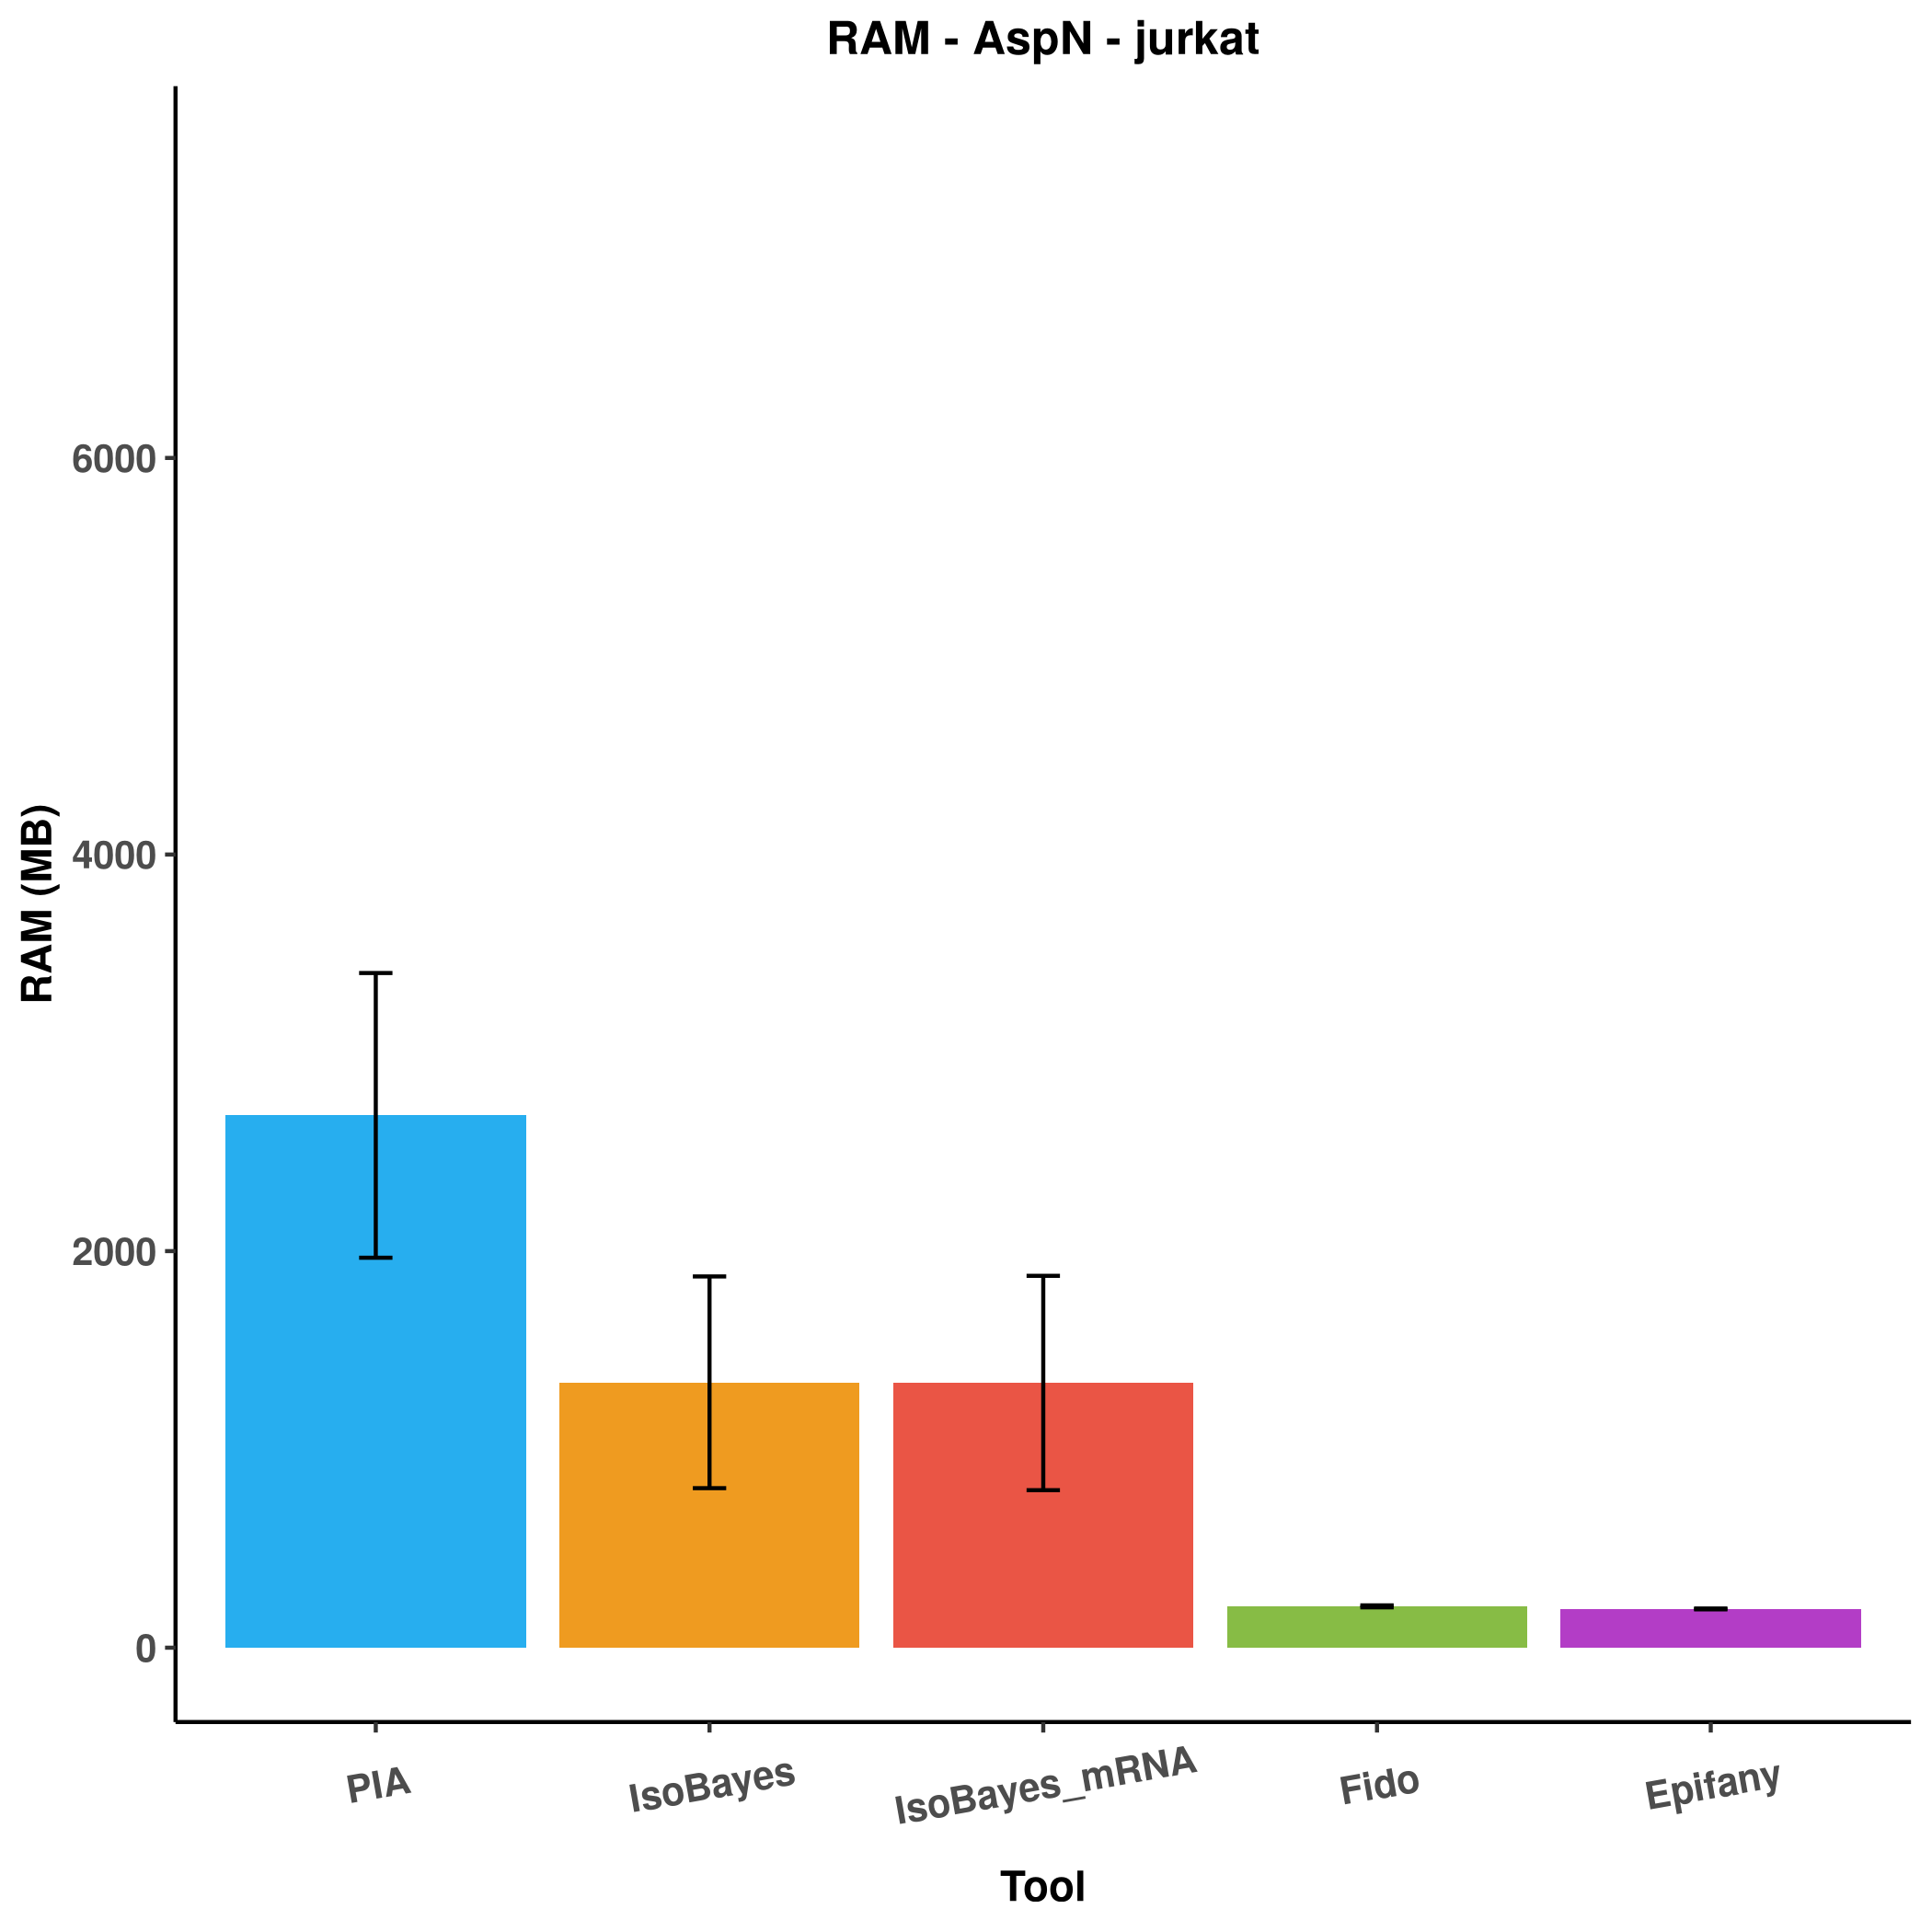 RAM - AspN - jurkat
RAM (MB)
6000
4000
2000
0
PIA
IsoBayes
IsoBayes_mRNA
Fido
Epifany
Tool